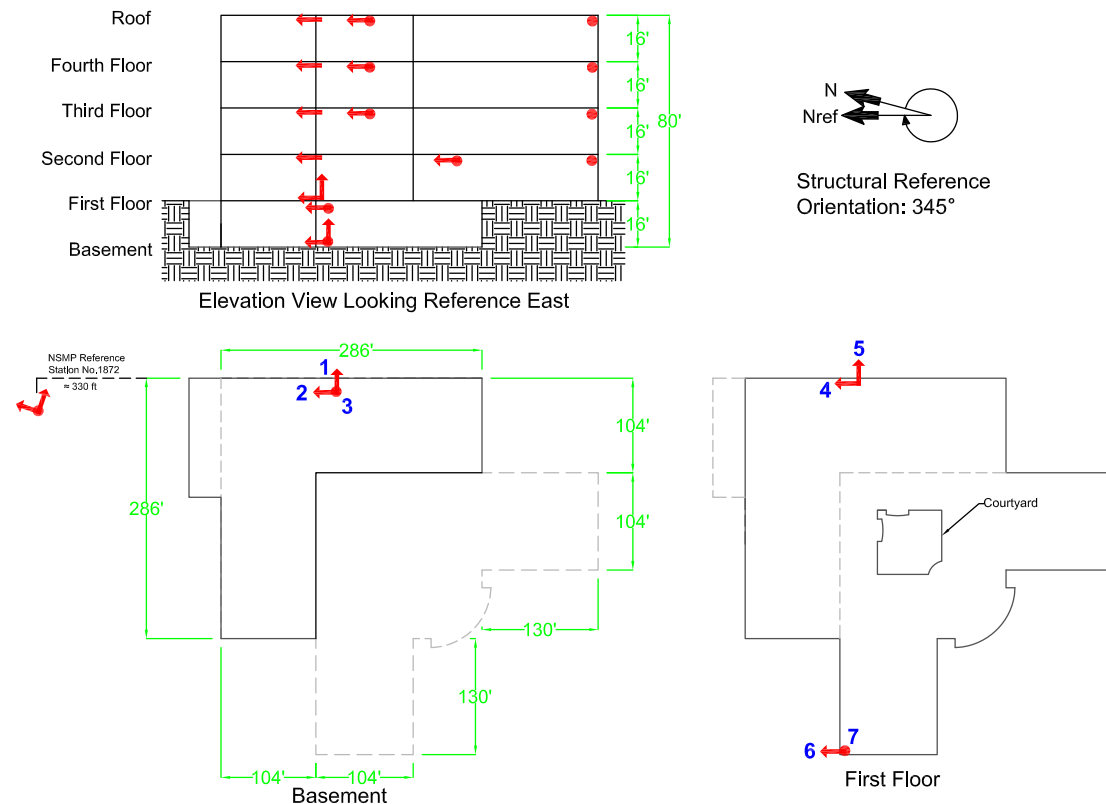 Roof
Fourth Floor
Third Floor
Second Floor
First Floor
Basement
16'
16'
16'
16'
16'
80'
Elevation View Looking Reference East
N
Nref
Structural Reference
Orientation: 345°
NSMP Reference
Station No,1872
≈ 330 ft
286'
1
2
3
104'
104'
286'
130'
130'
104'
104'
Basement
5
4
Courtyard
6
7
First Floor